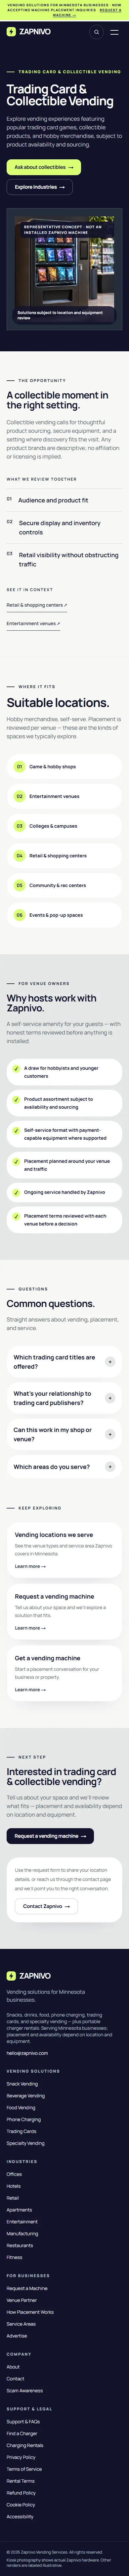 VENDING SOLUTIONS FOR MINNESOTA BUSINESSES · NOW
ACCEPTING MACHINE PLACEMENT INQUIRIES REQUEST A
MACHINE →
ZAPNIVO
TRADING CARD & COLLECTIBLE VENDING
Trading Card &
Collectible Vending
Explore vending experiences featuring
popular trading card games, collectible
products, and hobby merchandise, subject to
product availability and sourcing.
Ask about collectibles →
Explore industries →
REPRESENTATIVE CONCEPT · NOT AN
INSTALLED ZAPNIVO MACHINE
Solutions subject to location and equipment
review
THE OPPORTUNITY
A collectible moment in
the right setting.
Collectible vending calls for thoughtful
product sourcing, local audience, and a
setting where discovery fits the visit. Any
product brands are descriptive — no affiliation
or licensing is implied.
WHAT WE REVIEW TOGETHER
01 Audience and product fit
02 Secure display and inventory
controls
03 Retail visibility without obstructing
traffic
SEE IT IN CONTEXT
Retail & shopping centers ↗
Entertainment venues ↗
WHERE IT FITS
Suitable locations.
Hobby merchandise, self-serve. Placement is
reviewed per venue — these are the kinds of
spaces we typically explore.
01 Game & hobby shops
02 Entertainment venues
03 Colleges & campuses
04 Retail & shopping centers
05 Community & rec centers
06 Events & pop-up spaces
FOR VENUE OWNERS
Why hosts work with
Zapnivo.
A self-serve amenity for your guests — with
placement terms reviewed before anything is
installed.
✓ A draw for hobbyists and younger
customers
✓ Product assortment subject to
availability and sourcing
✓ Self-service format with payment-
capable equipment where supported
✓ Placement planned around your venue
and traffic
✓ Ongoing service handled by Zapnivo
✓ Placement terms reviewed with each
venue before a decision
QUESTIONS
Common questions.
Straight answers about vending, placement,
and service.
Which trading card titles are
offered? +
What's your relationship to
trading card publishers? +
Can this work in my shop or
venue? +
Which areas do you serve? +
KEEP EXPLORING
Vending locations we serve
See the venue types and service area Zapnivo
covers in Minnesota.
Learn more →
Request a vending machine
Tell us about your space and we'll explore a
solution that fits.
Learn more →
Get a vending machine
Start a placement conversation for your
business or property.
Learn more →
NEXT STEP
Interested in trading card
& collectible vending?
Tell us about your space and we'll review
what fits — placement and availability depend
on location and equipment.
Request a vending machine →
Use the request form to share your location
details, or reach us through the contact page
and we'll point you to the right conversation.
Contact Zapnivo →
ZAPNIVO
Vending solutions for Minnesota
businesses.
Snacks, drinks, food, phone charging, trading
cards, and specialty vending — plus portable
charger rentals. Serving Minnesota businesses;
placement and availability depend on location and
equipment.
hello@zapnivo.com
VENDING SOLUTIONS
Snack Vending
Beverage Vending
Food Vending
Phone Charging
Trading Cards
Specialty Vending
INDUSTRIES
Offices
Hotels
Retail
Apartments
Entertainment
Manufacturing
Restaurants
Fitness
FOR BUSINESSES
Request a Machine
Venue Partner
How Placement Works
Service Areas
Advertise
COMPANY
About
Contact
Scam Awareness
SUPPORT & LEGAL
Support & FAQs
Find a Charger
Charging Rentals
Privacy Policy
Terms of Service
Rental Terms
Refund Policy
Cookie Policy
Accessibility
© 2026 Zapnivo Vending Services. All rights reserved.
Kiosk photography shows actual Zapnivo hardware. Other
renders are labeled illustrative.